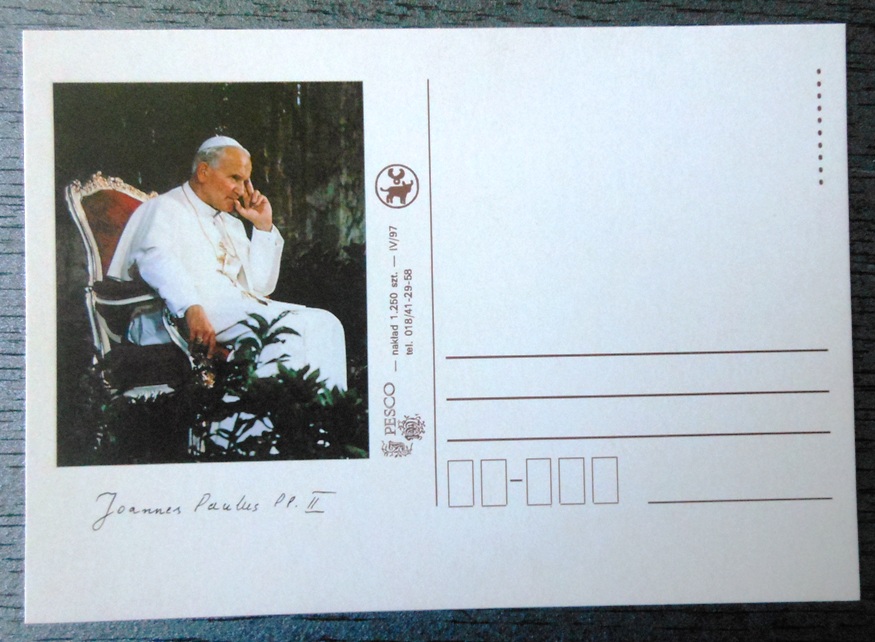 PESCO — nakład 1.250 szt. — IV/97
tel. 018/41-29-58
Joannes Paulus PP. II